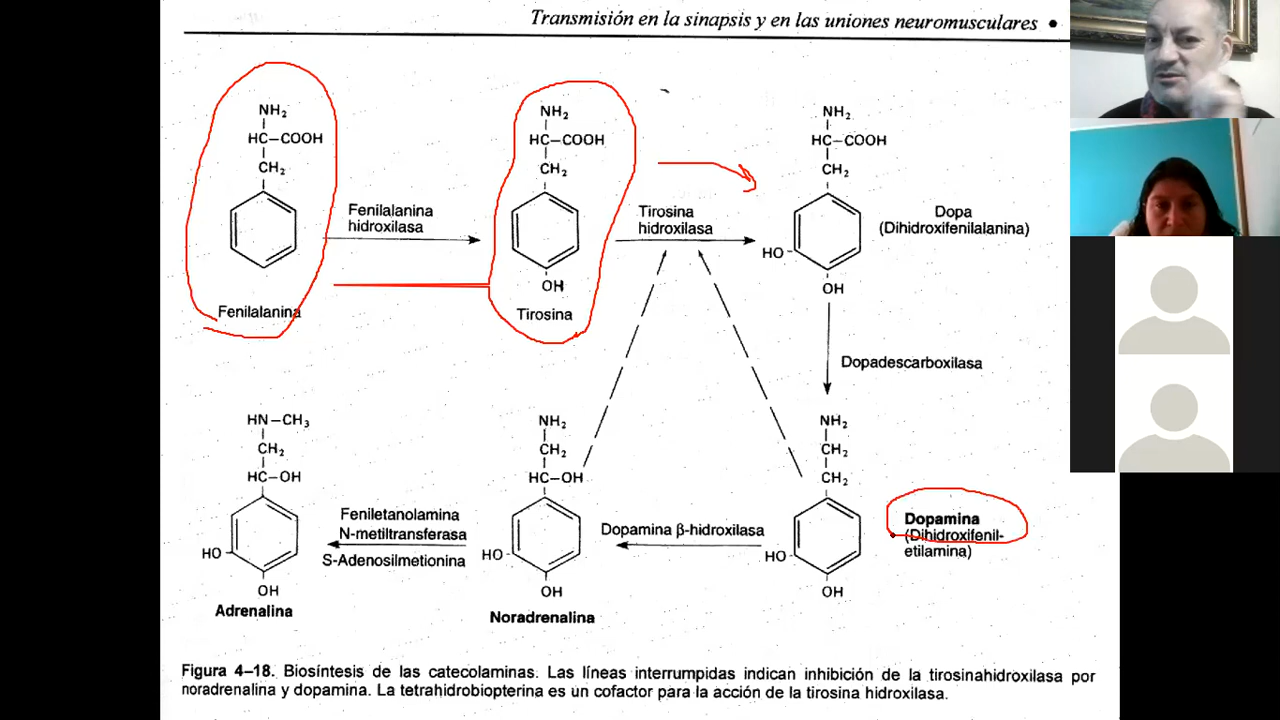 Transmisión en la sinapsis y en las uniones neuromusculares •
NH₂
HC–COOH
CH₂
Fenilalanina
Fenilalanina
hidroxilasa
NH₂
HC–COOH
CH₂
OH
Tirosina
Tirosina
hidroxilasa
NH₂
HC–COOH
CH₂
HO
OH
Dopa
(Dihidroxifenilalanina)
Dopadescarboxilasa
HN–CH₃
CH₂
HC–OH
HO
OH
Adrenalina
Feniletanolamina
N-metiltransferasa
S-Adenosilmetionina
NH₂
CH₂
HC–OH
HO
OH
Noradrenalina
Dopamina β-hidroxilasa
NH₂
CH₂
CH₂
HO
OH
Dopamina
(Dihidroxifenil-
etilamina)
Figura 4–18. Biosíntesis de las catecolaminas. Las líneas interrumpidas indican inhibición de la tirosinahidroxilasa por
noradrenalina y dopamina. La tetrahidrobiopterina es un cofactor para la acción de la tirosina hidroxilasa.